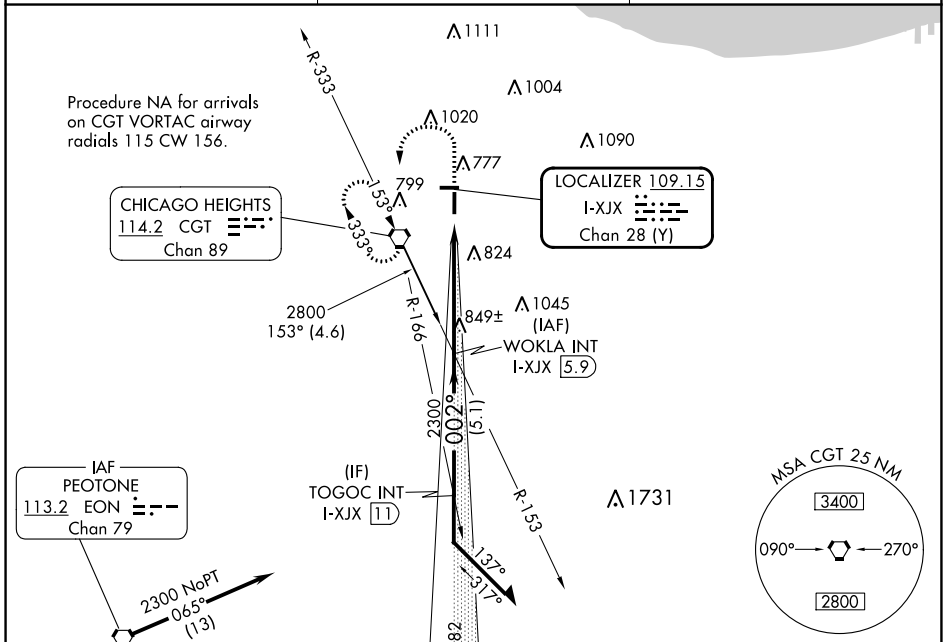 1111
1004
R-333
Procedure NA for arrivals
on CGT VORTAC airway
radials 115 CW 156.
1020
1090
777
LOCALIZER 109.15
I-XJX
Chan 28 (Y)
799
153°
333°
CHICAGO HEIGHTS
114.2 CGT
Chan 89
824
2800
153° (4.6)
R-166
849±
1045
(IAF)
WOKLA INT
I-XJX 5.9
2300
002°
(5.1)
(IF)
TOGOC INT
I-XJX 11
R-153
1731
IAF
PEOTONE
113.2 EON
Chan 79
MSA CGT 25 NM
3400
090°
270°
2800
137°
317°
2300 NoPT
065°
(13)
82